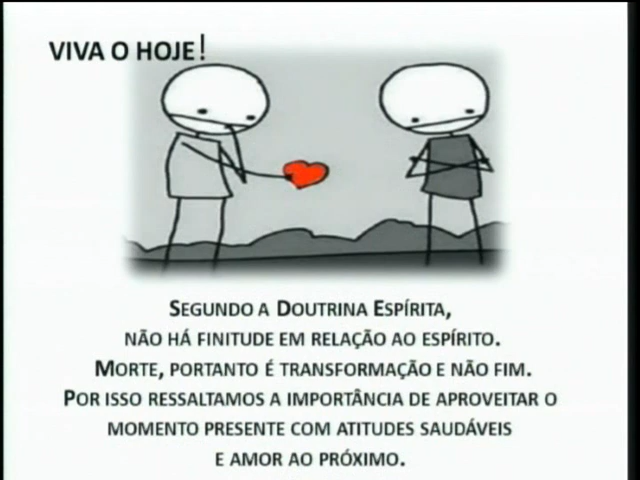 VIVA O HOJE!
SEGUNDO A DOUTRINA ESPÍRITA,
NÃO HÁ FINITUDE EM RELAÇÃO AO ESPÍRITO.
MORTE, PORTANTO É TRANSFORMAÇÃO E NÃO FIM.
POR ISSO RESSALTAMOS A IMPORTÂNCIA DE APROVEITAR O
MOMENTO PRESENTE COM ATITUDES SAUDÁVEIS
E AMOR AO PRÓXIMO.